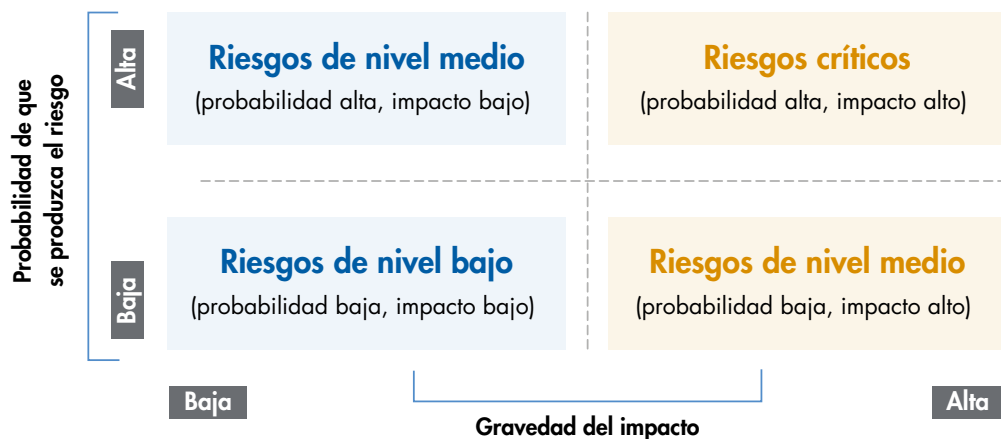 Probabilidad de que
se produzca el riesgo
Alta
Riesgos de nivel medio
(probabilidad alta, impacto bajo)
Riesgos críticos
(probabilidad alta, impacto alto)
Baja
Riesgos de nivel bajo
(probabilidad baja, impacto bajo)
Riesgos de nivel medio
(probabilidad baja, impacto alto)
Baja
Alta
Gravedad del impacto